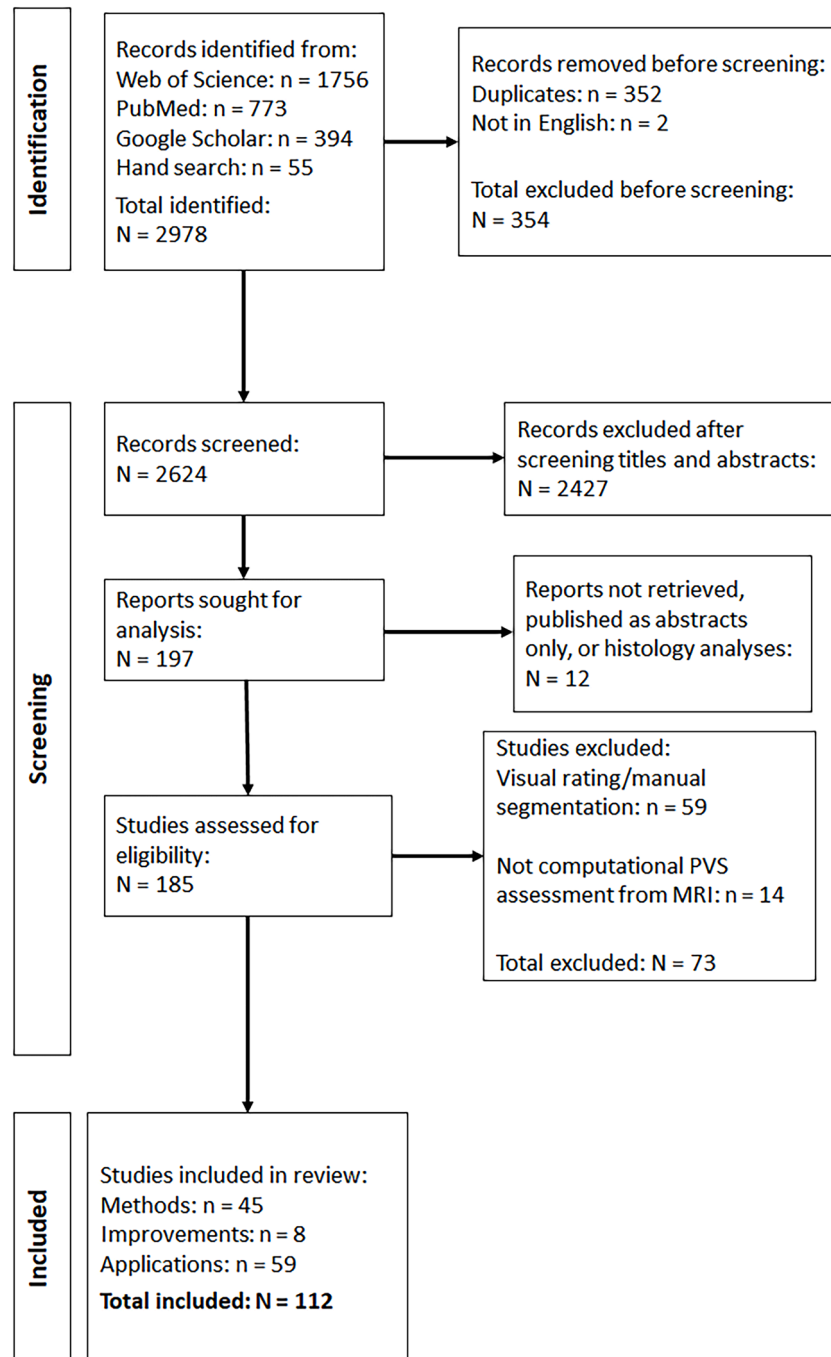 Identification
Records identified from:
Web of Science: n = 1756
PubMed: n = 773
Google Scholar: n = 394
Hand search: n = 55
Total identified:
N = 2978
Records removed before screening:
Duplicates: n = 352
Not in English: n = 2
Total excluded before screening:
N = 354
Screening
Records screened:
N = 2624
Records excluded after
screening titles and abstracts:
N = 2427
Reports sought for
analysis:
N = 197
Reports not retrieved,
published as abstracts
only, or histology analyses:
N = 12
Studies assessed for
eligibility:
N = 185
Studies excluded:
Visual rating/manual
segmentation: n = 59
Not computational PVS
assessment from MRI: n = 14
Total excluded: N = 73
Included
Studies included in review:
Methods: n = 45
Improvements: n = 8
Applications: n = 59
Total included: N = 112